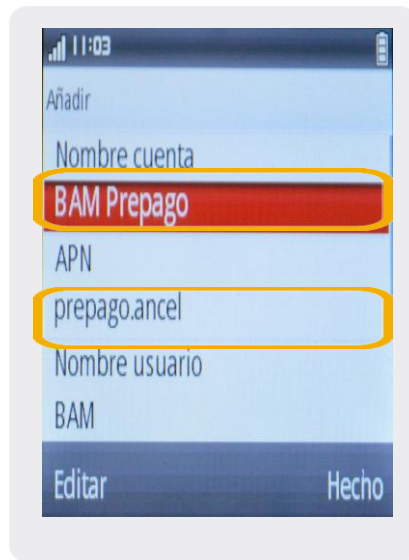 11:03
Añadir
Nombre cuenta
BAM Prepago
APN
prepago.ancel
Nombre usuario
BAM
Editar Hecho